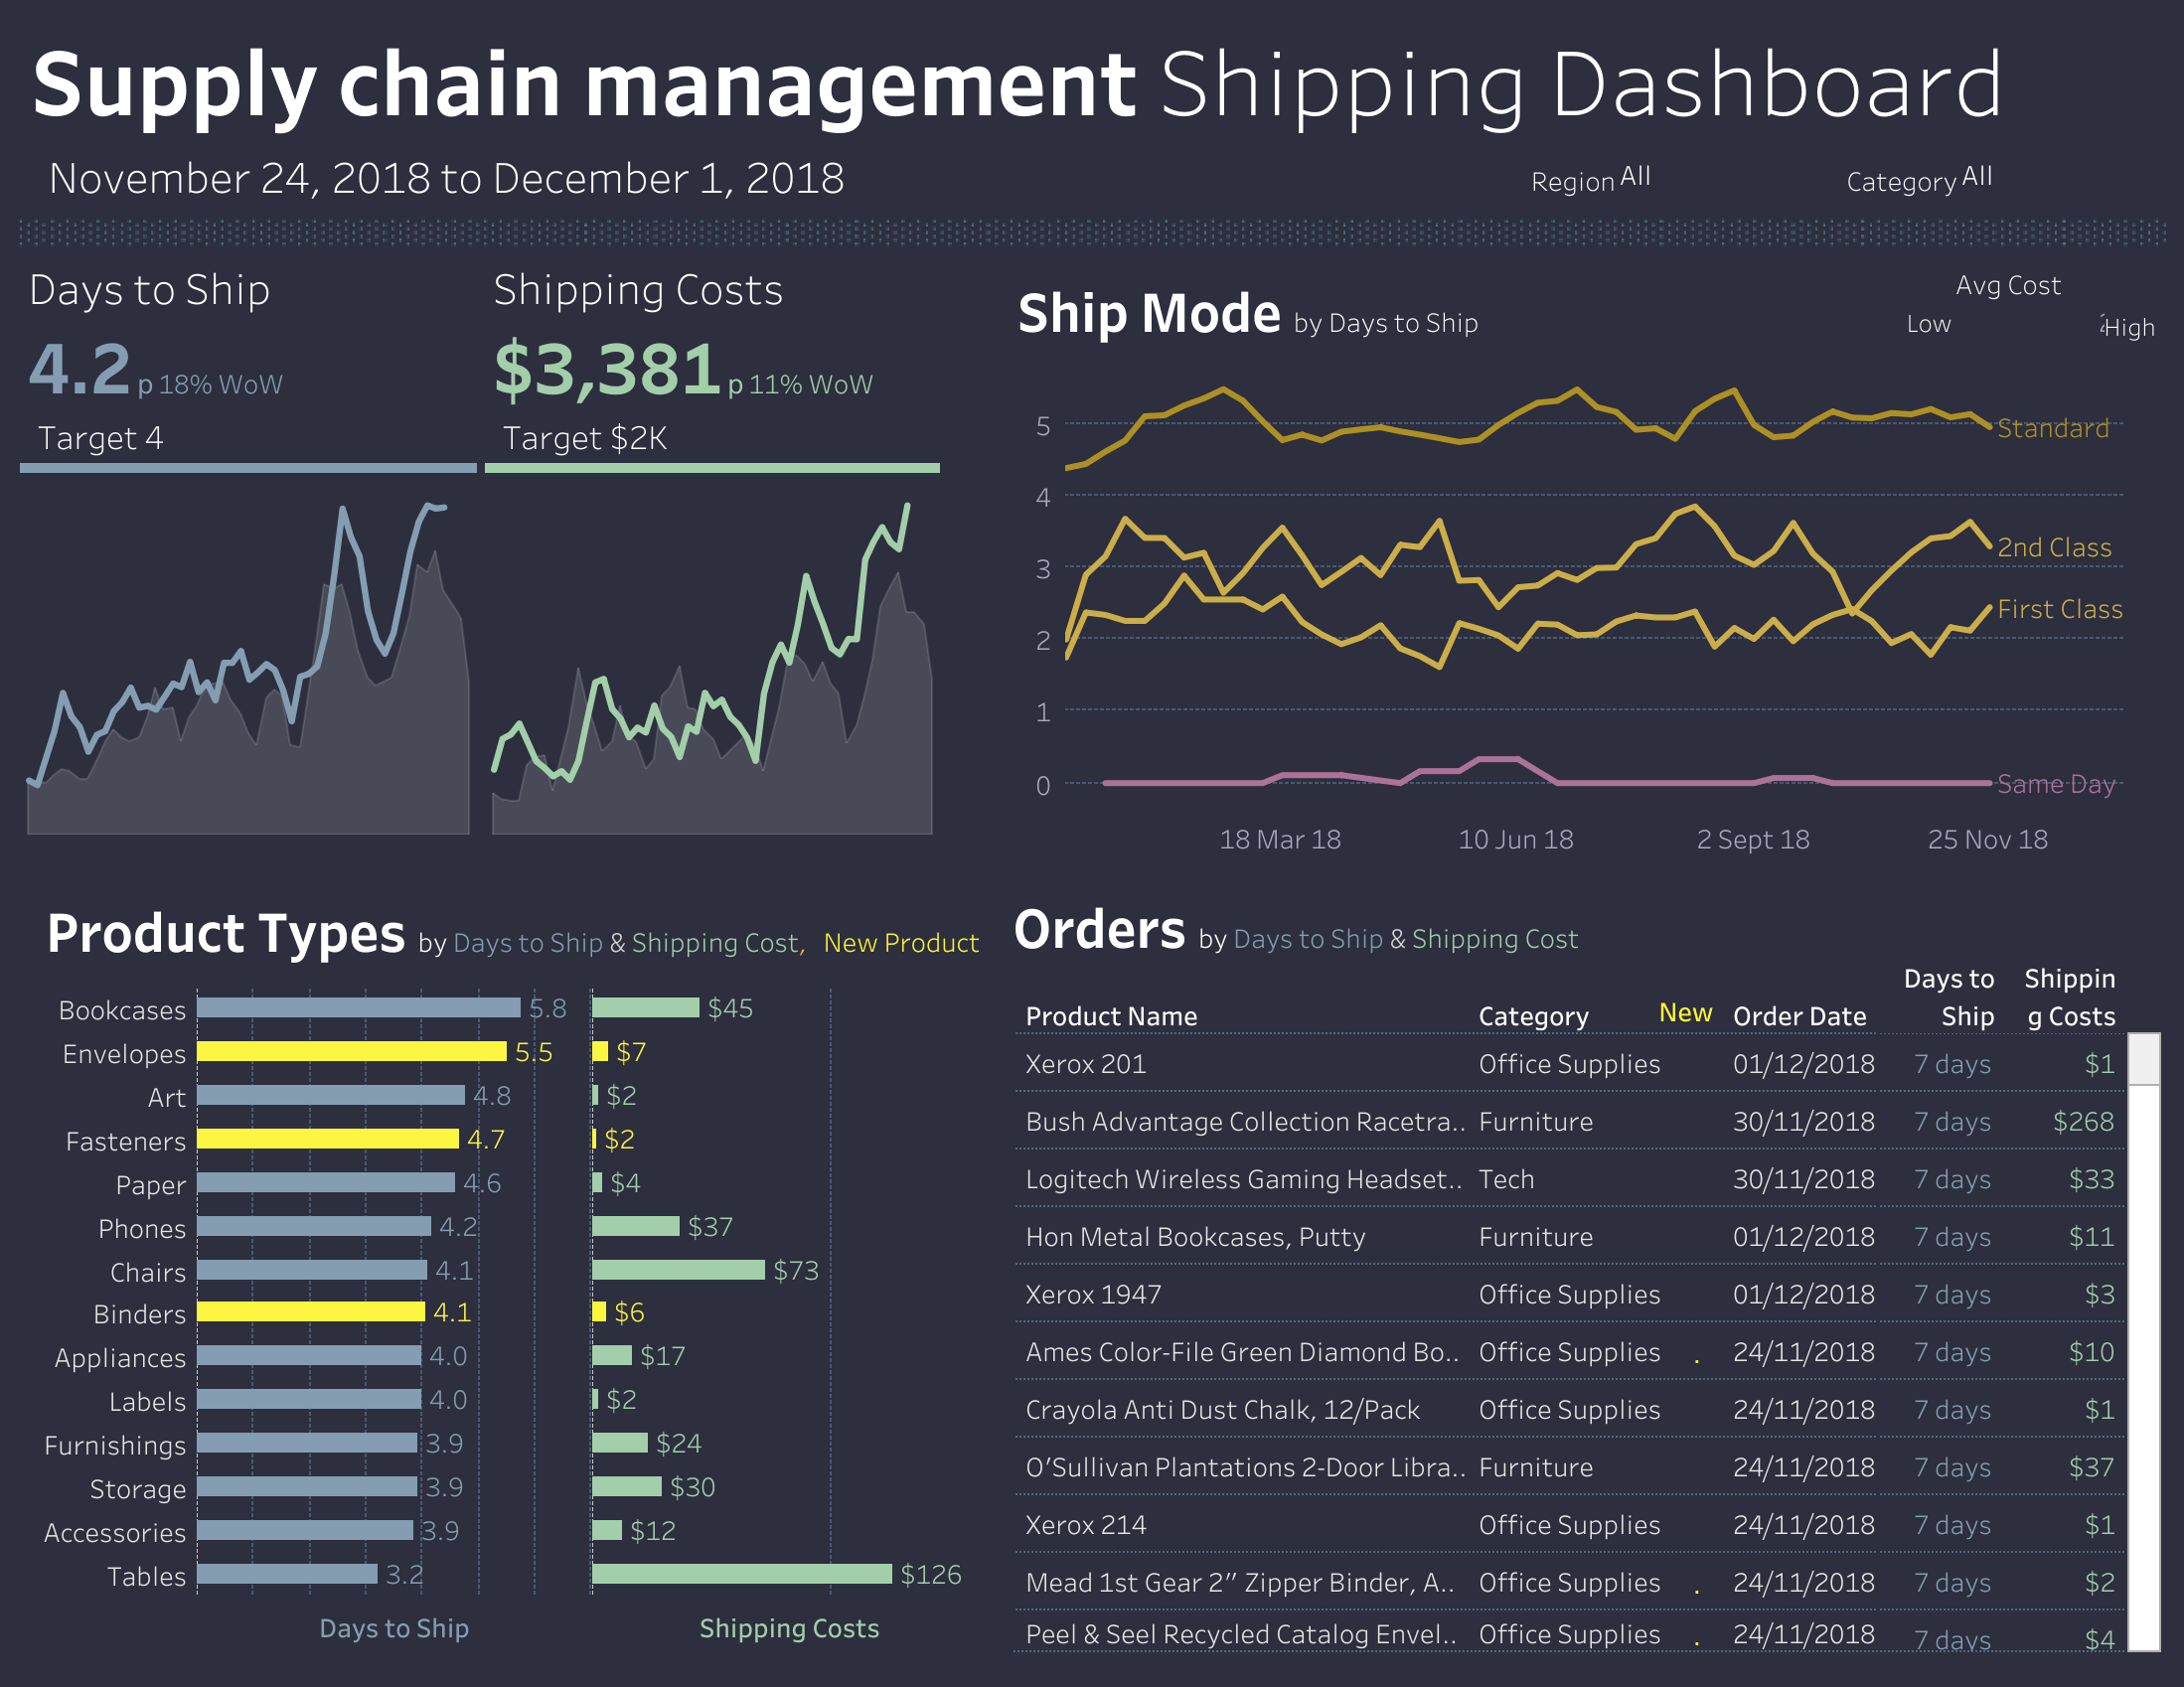 Supply chain management Shipping Dashboard
November 24, 2018 to December 1, 2018
Region All
Category All
Days to Ship
4.2 p 18% WoW
Target 4
Shipping Costs
$3,381 p 11% WoW
Target $2K
Ship Mode by Days to Ship
Avg Cost
Low
High
5
4
3
2
1
0
Standard
2nd Class
First Class
Same Day
18 Mar 18
10 Jun 18
2 Sept 18
25 Nov 18
Product Types by Days to Ship & Shipping Cost, New Product
Bookcases 5.8 $45
Envelopes 5.5 $7
Art 4.8 $2
Fasteners 4.7 $2
Paper 4.6 $4
Phones 4.2 $37
Chairs 4.1 $73
Binders 4.1 $6
Appliances 4.0 $17
Labels 4.0 $2
Furnishings 3.9 $24
Storage 3.9 $30
Accessories 3.9 $12
Tables 3.2 $126
Days to Ship
Shipping Costs
Orders by Days to Ship & Shipping Cost
Days to Shippin
Product Name Category New Order Date Ship g Costs
Xerox 201 Office Supplies 01/12/2018 7 days $1
Bush Advantage Collection Racetra.. Furniture 30/11/2018 7 days $268
Logitech Wireless Gaming Headset.. Tech 30/11/2018 7 days $33
Hon Metal Bookcases, Putty Furniture 01/12/2018 7 days $11
Xerox 1947 Office Supplies 01/12/2018 7 days $3
Ames Color-File Green Diamond Bo.. Office Supplies . 24/11/2018 7 days $10
Crayola Anti Dust Chalk, 12/Pack Office Supplies 24/11/2018 7 days $1
O’Sullivan Plantations 2-Door Libra.. Furniture 24/11/2018 7 days $37
Xerox 214 Office Supplies 24/11/2018 7 days $1
Mead 1st Gear 2” Zipper Binder, A.. Office Supplies . 24/11/2018 7 days $2
Peel & Seel Recycled Catalog Envel.. Office Supplies . 24/11/2018 7 days $4